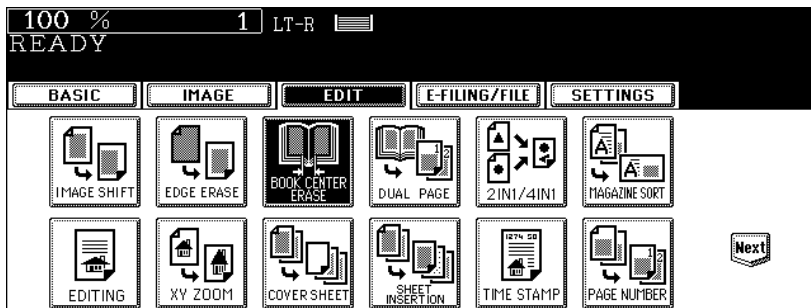 100 % 1 LT-R
READY
BASIC IMAGE EDIT E-FILING/FILE SETTINGS
IMAGE SHIFT EDGE ERASE BOOK CENTER ERASE DUAL PAGE 2IN1/4IN1 MAGAZINE SORT
EDITING XY ZOOM COVER SHEET SHEET INSERTION TIME STAMP PAGE NUMBER
Next